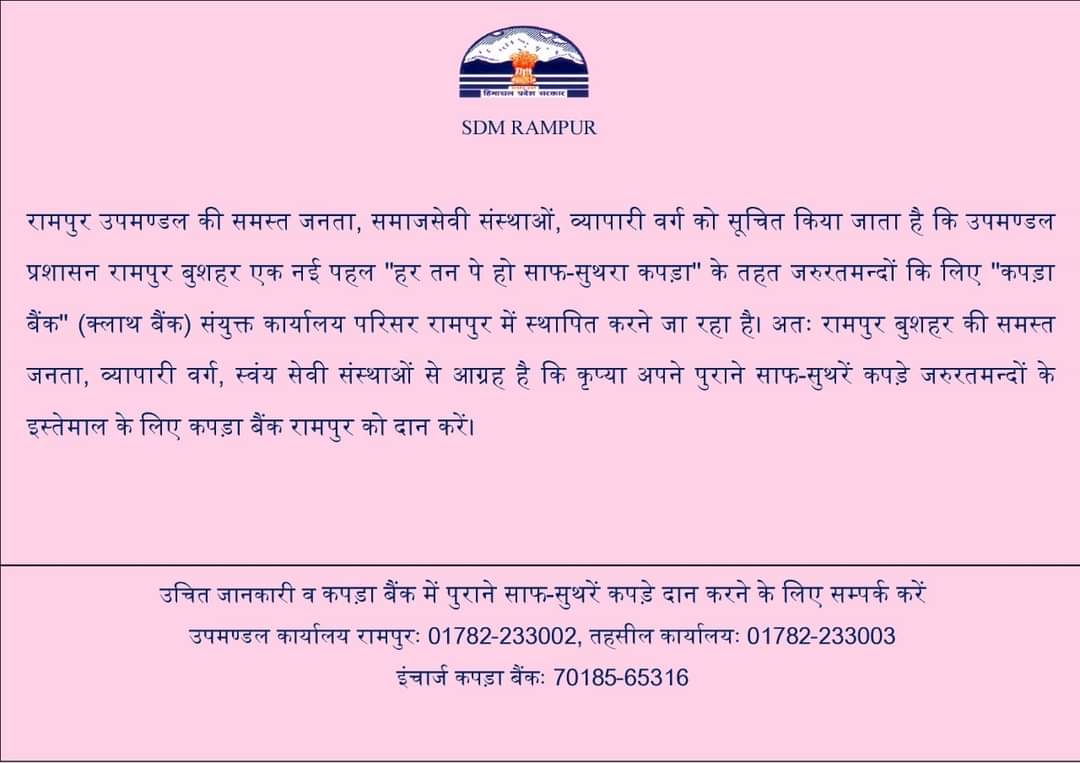 हिमाचल प्रदेश सरकार
SDM RAMPUR
रामपुर उपमण्डल की समस्त जनता, समाजसेवी संस्थाओं, व्यापारी वर्ग को सूचित किया जाता है कि उपमण्डल
प्रशासन रामपुर बुशहर एक नई पहल "हर तन पे हो साफ-सुथरा कपड़ा" के तहत जरुरतमन्दों कि लिए "कपड़ा
बैंक" (क्लाथ बैंक) संयुक्त कार्यालय परिसर रामपुर में स्थापित करने जा रहा है। अतः रामपुर बुशहर की समस्त
जनता, व्यापारी वर्ग, स्वंय सेवी संस्थाओं से आग्रह है कि कृप्या अपने पुराने साफ-सुथरें कपड़े जरुरतमन्दों के
इस्तेमाल के लिए कपड़ा बैंक रामपुर को दान करें।
उचित जानकारी व कपड़ा बैंक में पुराने साफ-सुथरें कपड़े दान करने के लिए सम्पर्क करें
उपमण्डल कार्यालय रामपुरः 01782-233002, तहसील कार्यालयः 01782-233003
इंचार्ज कपड़ा बैंकः 70185-65316